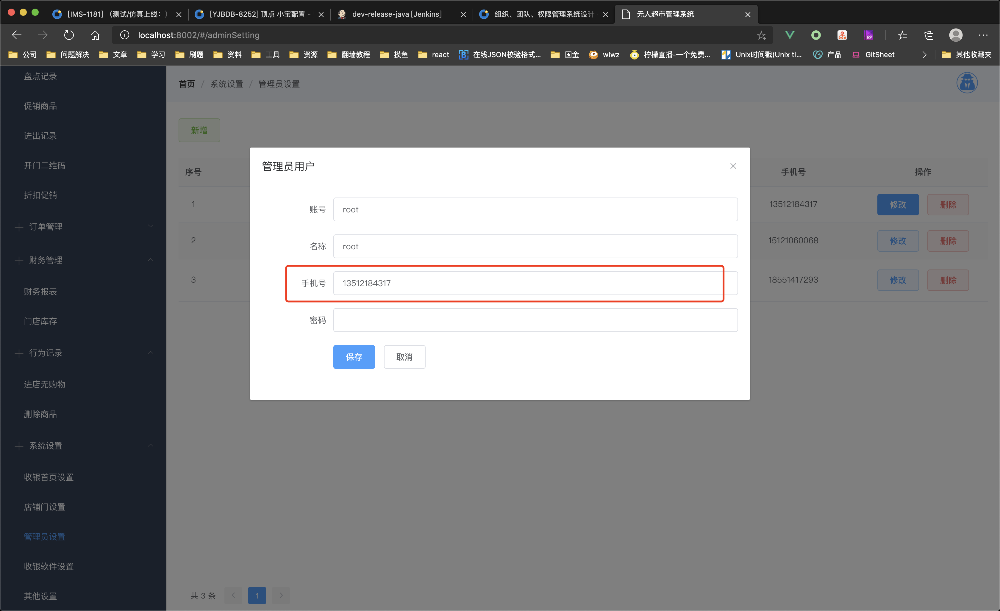 [IMS-1181] （测试/仿真上线：）
[YJBDB-8252] 顶点 小宝配置 -
dev-release-java [Jenkins]
组织、团队、权限管理系统设计
无人超市管理系统
localhost:8002/#/adminSetting
公司
问题解决
文章
学习
刷题
资料
工具
资源
翻墙教程
摸鱼
react
在线JSON校验格式...
国金
wlwz
柠檬直播-一个免费...
Unix时间戳(Unix ti...
产品
GitSheet
其他收藏夹
盘点记录
促销商品
进出记录
开门二维码
折扣促销
订单管理
财务管理
财务报表
门店库存
行为记录
进店无购物
删除商品
系统设置
收银首页设置
店铺门设置
管理员设置
收银软件设置
其他设置
首页 / 系统设置 / 管理员设置
新增
序号 手机号 操作
1 13512184317 修改 删除
2 15121060068 修改 删除
3 18551417293 修改 删除
管理员用户
账号 root
名称 root
手机号 13512184317
密码
保存 取消
共 3 条 1